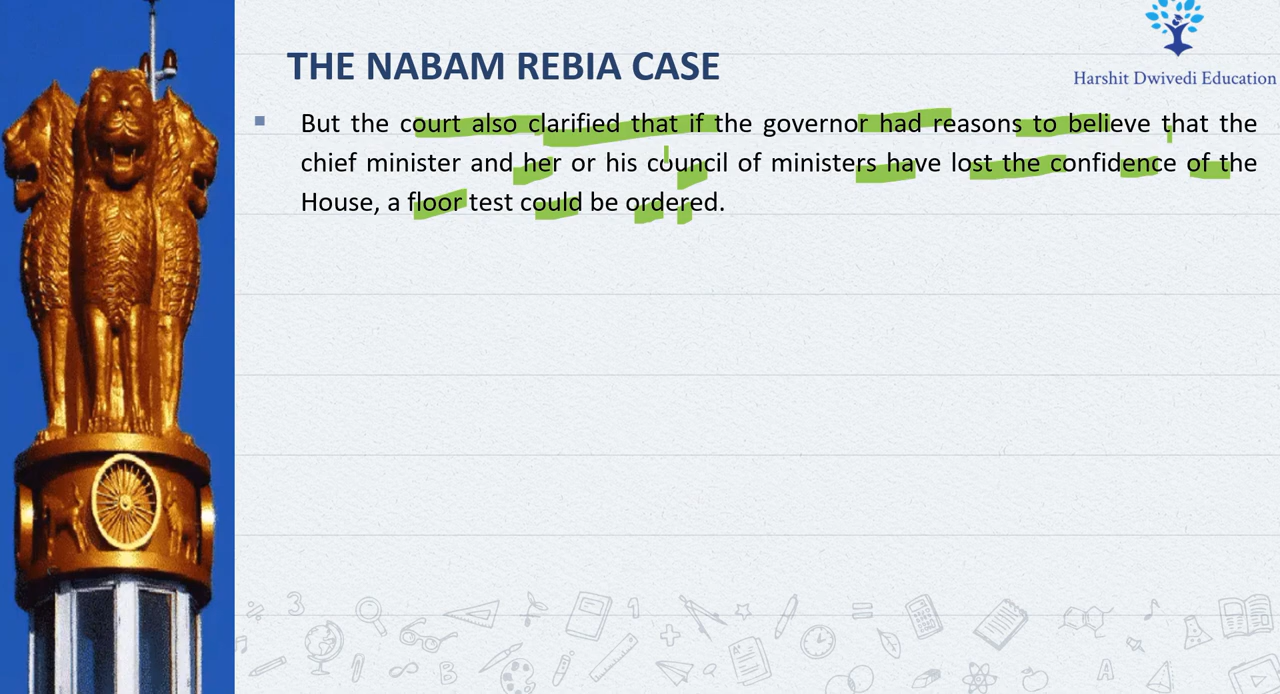 Harshit Dwivedi Education
THE NABAM REBIA CASE
But the court also clarified that if the governor had reasons to believe that the
chief minister and her or his council of ministers have lost the confidence of the
House, a floor test could be ordered.